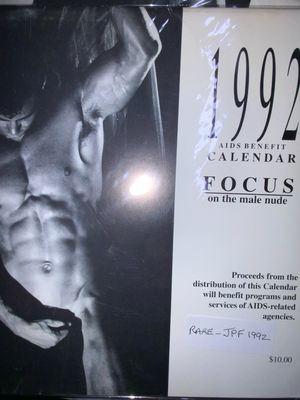 1992
AIDS BENEFIT
CALENDAR
FOCUS
on the male nude
Proceeds from the
distribution of this Calendar
will benefit programs and
services of AIDS-related
agencies.
RARE - JPF 1992
$10.00